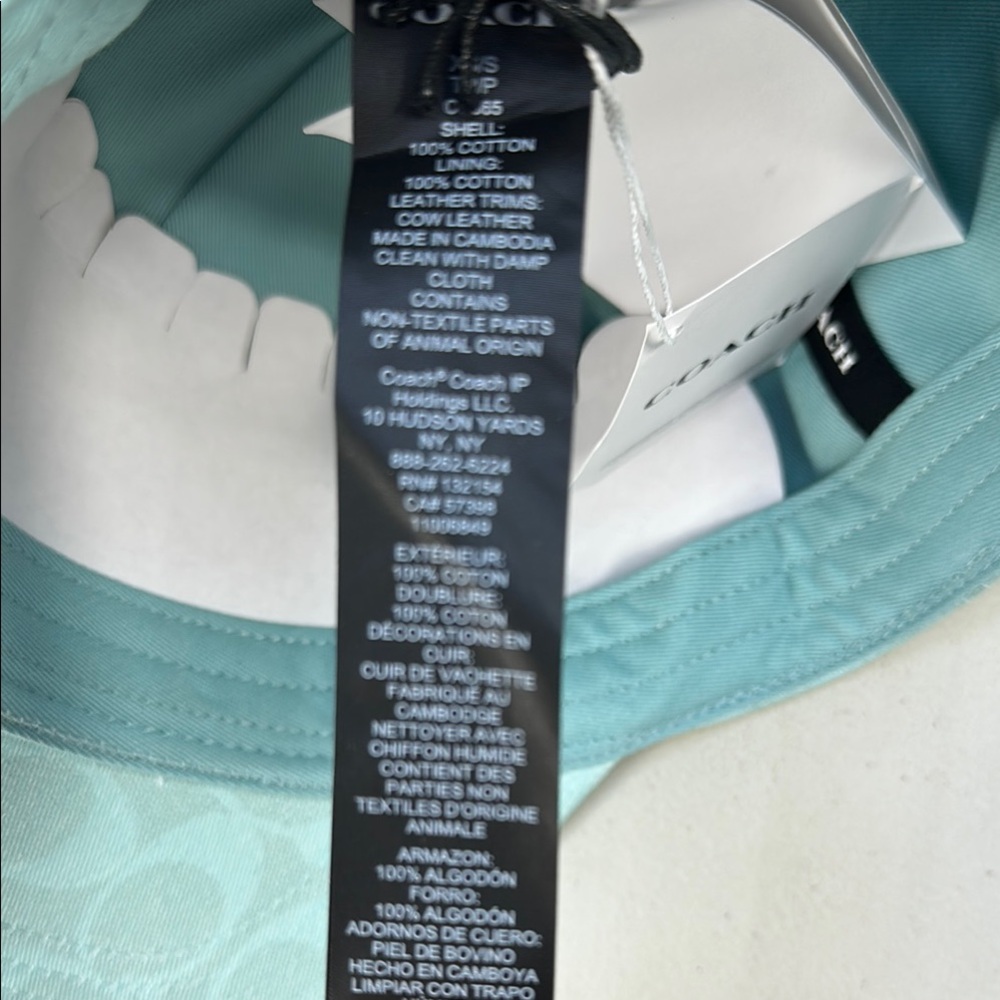 COACH
SHELL:
100% COTTON
LINING:
100% COTTON
LEATHER TRIMS:
COW LEATHER
MADE IN CAMBODIA
CLEAN WITH DAMP
CLOTH
CONTAINS
NON-TEXTILE PARTS
OF ANIMAL ORIGIN
Coach® Coach IP
Holdings LLC.
10 HUDSON YARDS
NY, NY
888-262-6224
RN# 132154
CA# 57398
EXTÉRIEUR:
100% COTON
DOUBLURE:
100% COTON
DÉCORATIONS EN
CUIR:
CUIR DE VACHETTE
FABRIQUÉ AU
CAMBODGE
NETTOYER AVEC
CHIFFON HUMIDE
CONTIENT DES
PARTIES NON
TEXTILES D'ORIGINE
ANIMALE
ARMAZON:
100% ALGODÓN
FORRO:
100% ALGODÓN
ADORNOS DE CUERO:
PIEL DE BOVINO
HECHO EN CAMBOYA
LIMPIAR CON TRAPO
COACH
ACH